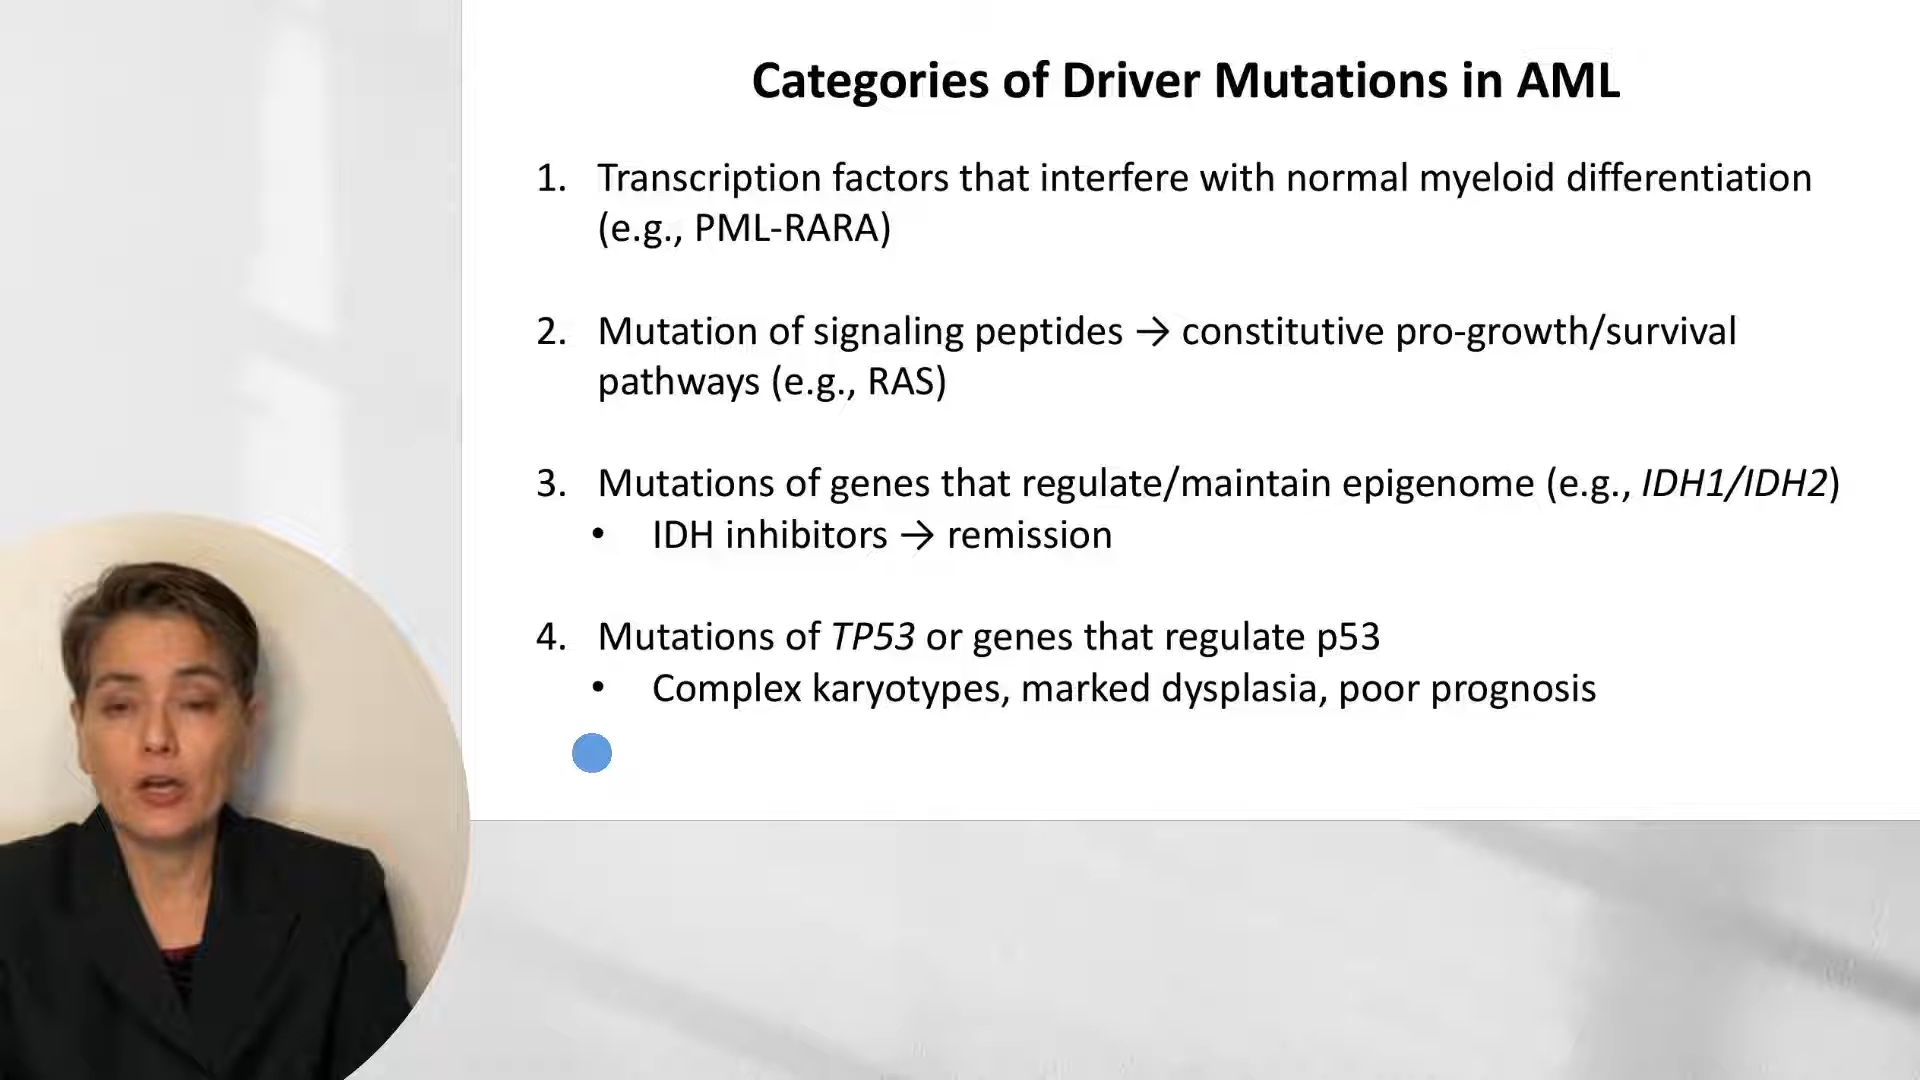 Categories of Driver Mutations in AML
1. Transcription factors that interfere with normal myeloid differentiation
(e.g., PML-RARA)
2. Mutation of signaling peptides → constitutive pro-growth/survival
pathways (e.g., RAS)
3. Mutations of genes that regulate/maintain epigenome (e.g., IDH1/IDH2)
• IDH inhibitors → remission
4. Mutations of TP53 or genes that regulate p53
• Complex karyotypes, marked dysplasia, poor prognosis